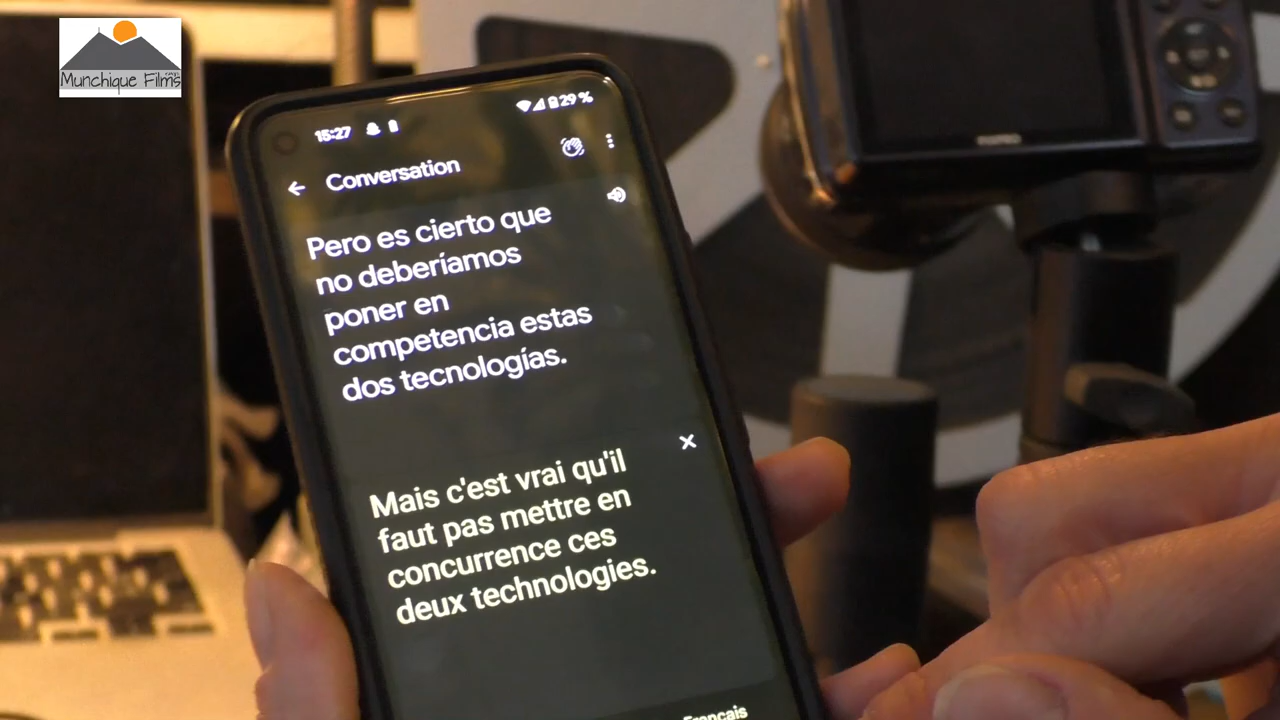 Munchique Films
15:27
29 %
Conversation
Pero es cierto que
no deberíamos
poner en
competencia estas
dos tecnologías.
Mais c'est vrai qu'il
faut pas mettre en
concurrence ces
deux technologies.
Français